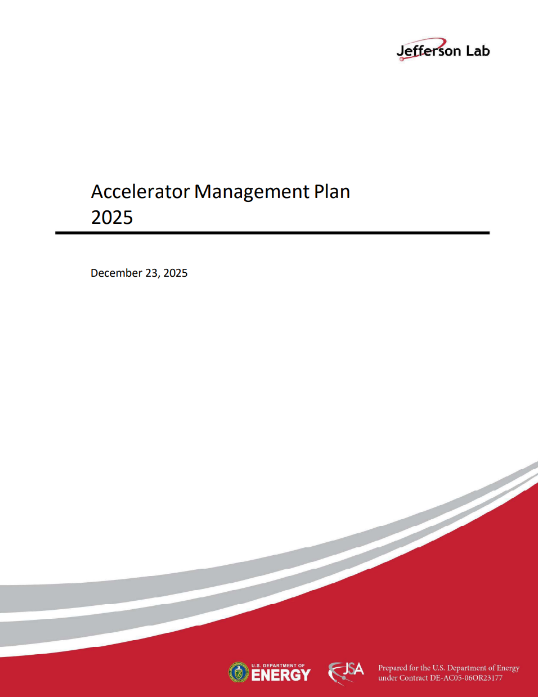 Jefferson Lab
Accelerator Management Plan
2025
December 23, 2025
U.S. DEPARTMENT OF
ENERGY
JSA
Prepared for the U.S. Department of Energy
under Contract DE-AC05-06OR23177